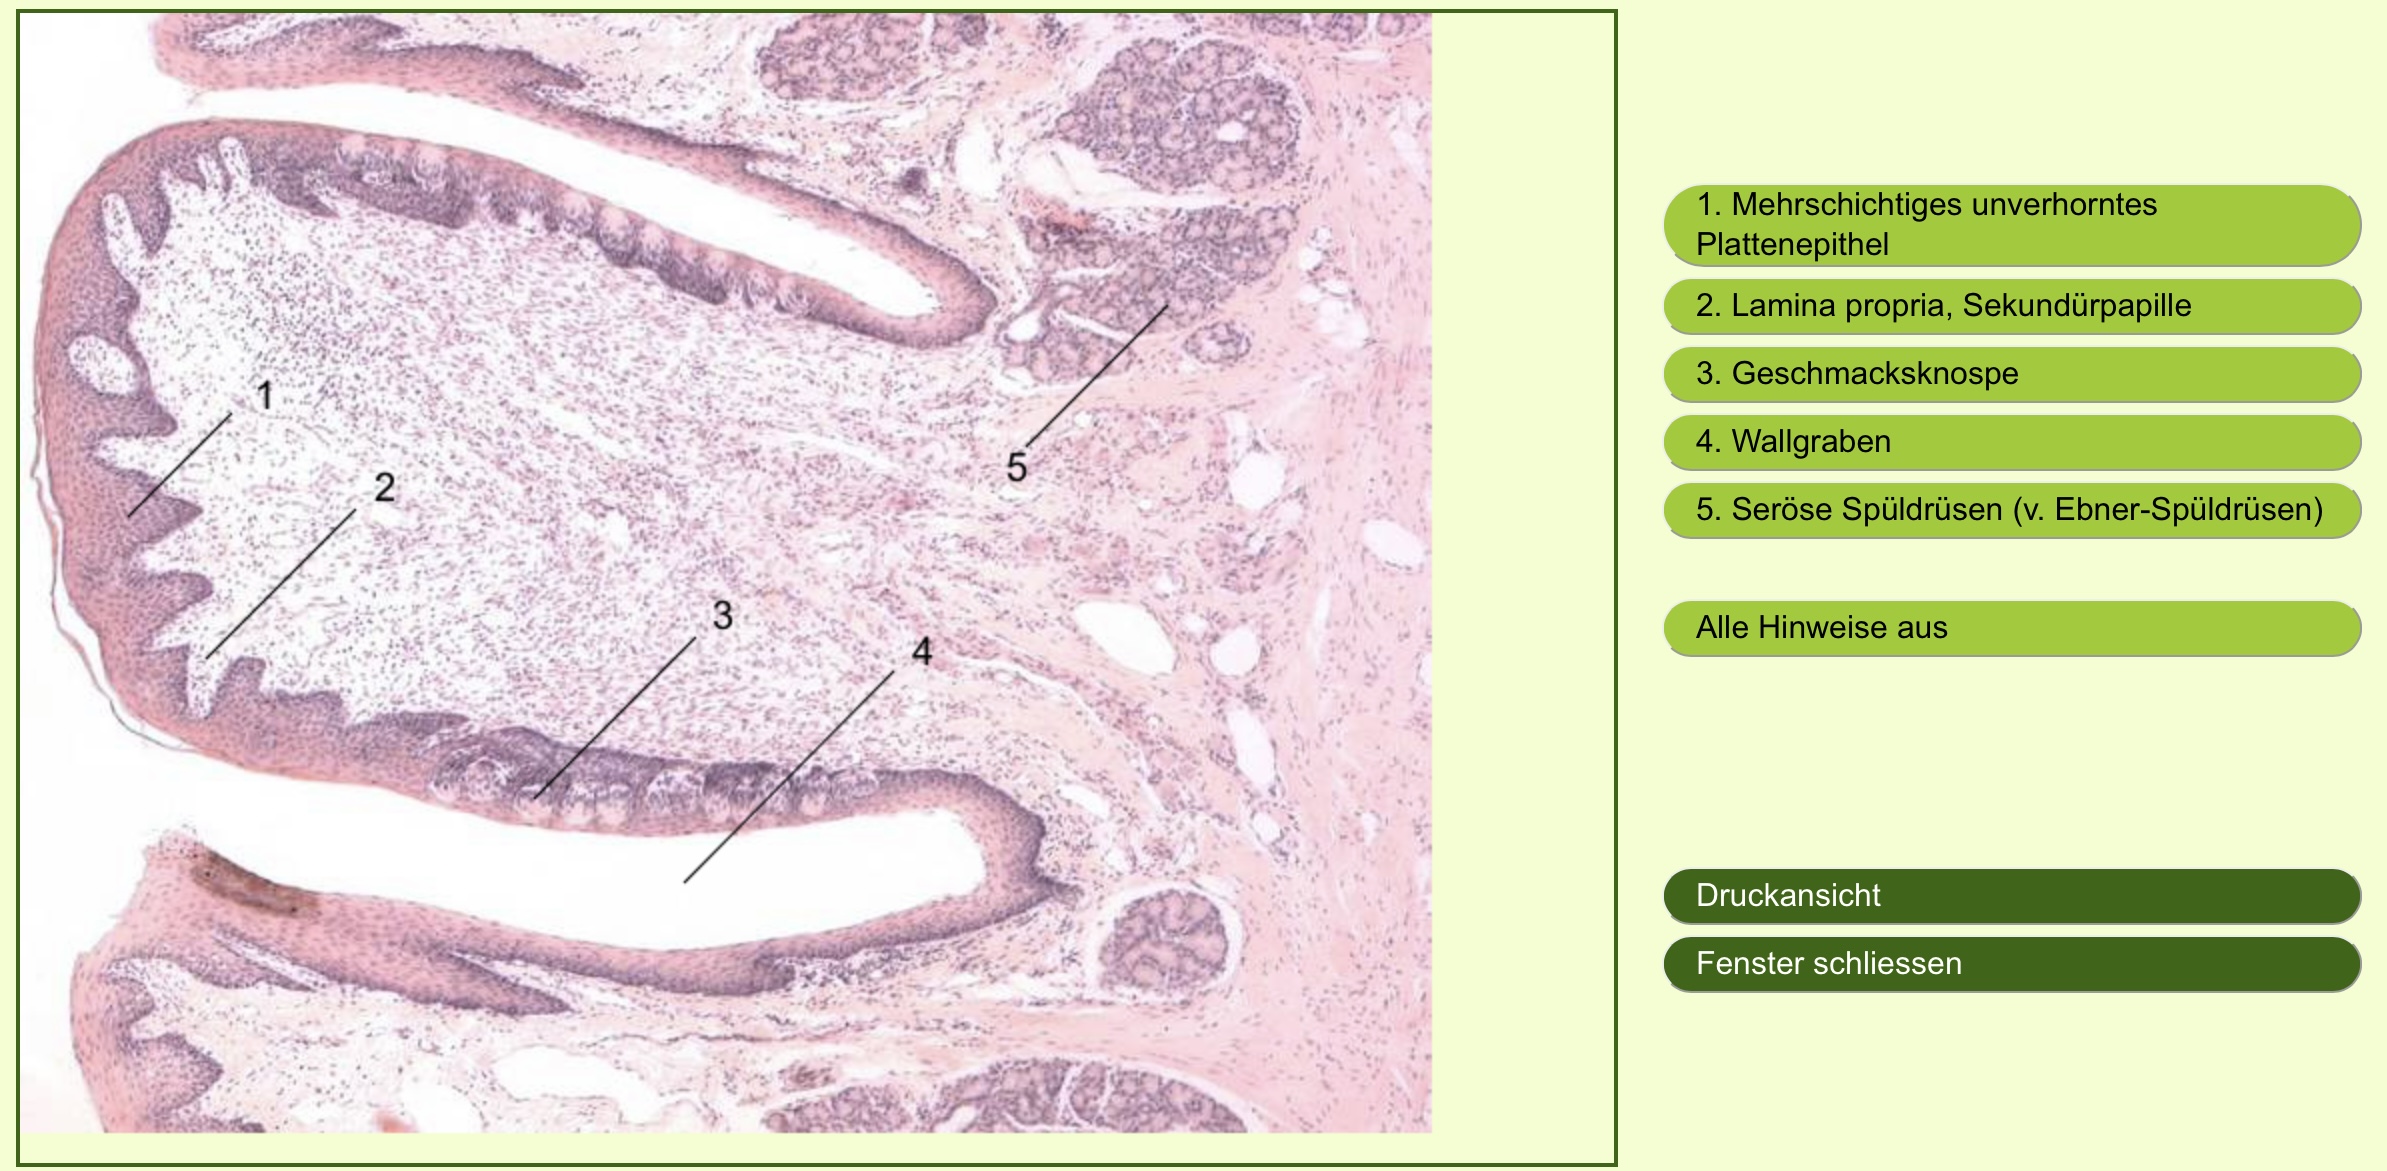 1
2
3
4
5
1. Mehrschichtiges unverhorntes
Plattenepithel
2. Lamina propria, Sekundürpapille
3. Geschmacksknospe
4. Wallgraben
5. Seröse Spüldrüsen (v. Ebner-Spüldrüsen)
Alle Hinweise aus
Druckansicht
Fenster schliessen